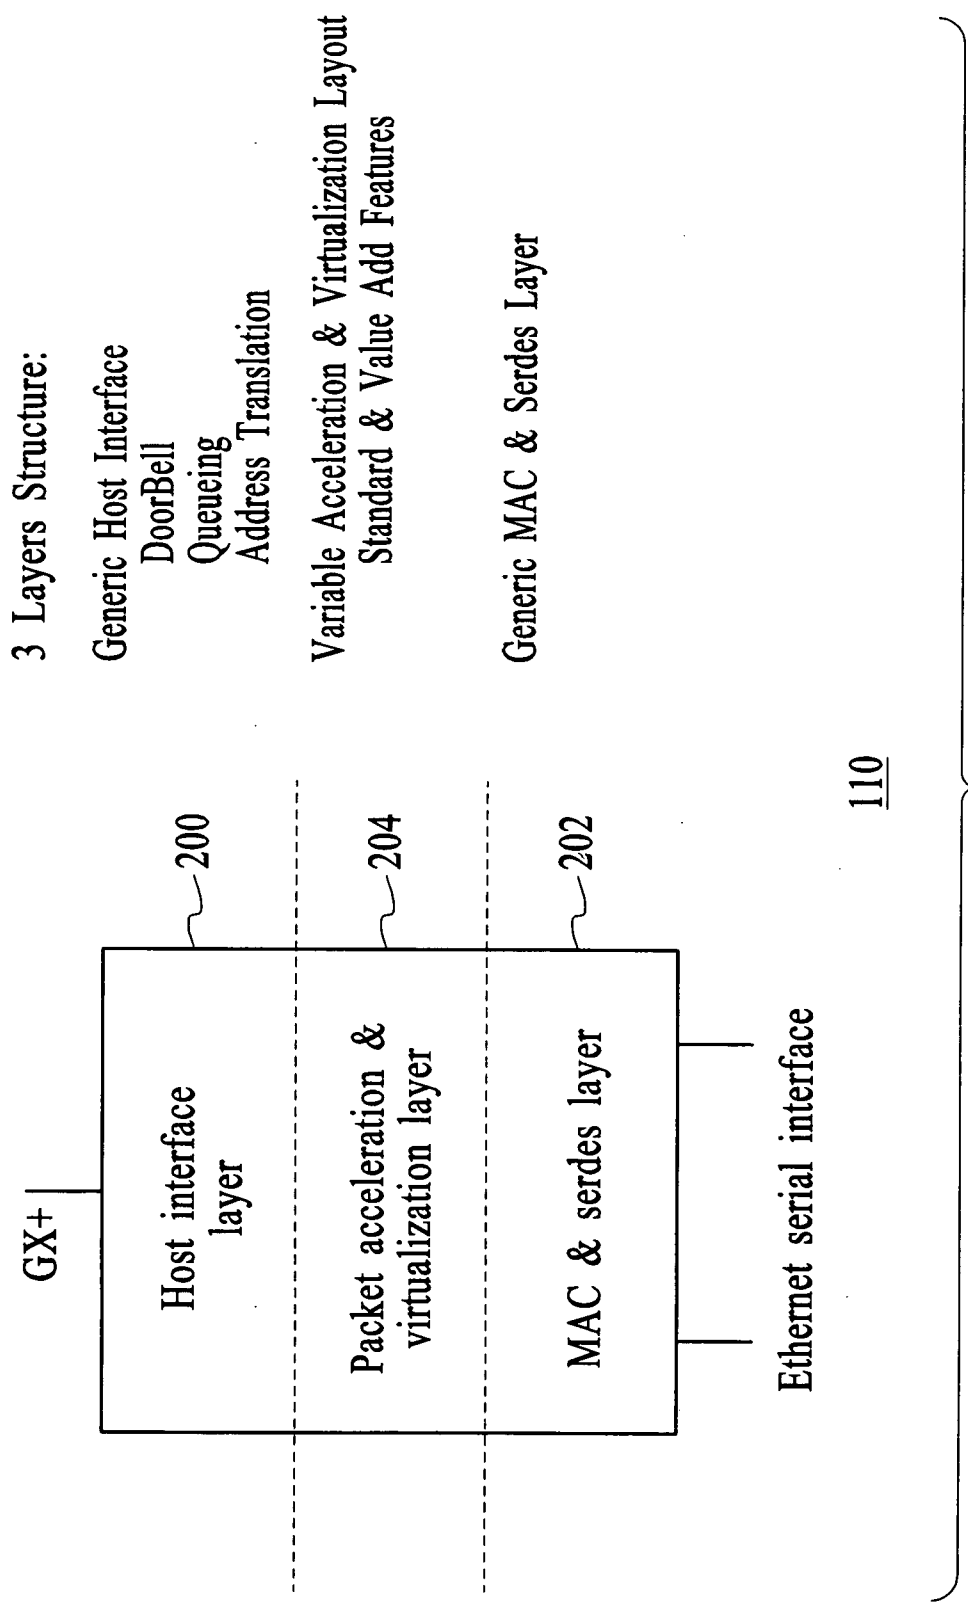 GX+
Host interface
layer
200
Packet acceleration &
virtualization layer
204
MAC & serdes layer
202
Ethernet serial interface
110
3 Layers Structure:
Generic Host Interface
DoorBell
Queueing
Address Translation
Variable Acceleration & Virtualization Layout
Standard & Value Add Features
Generic MAC & Serdes Layer